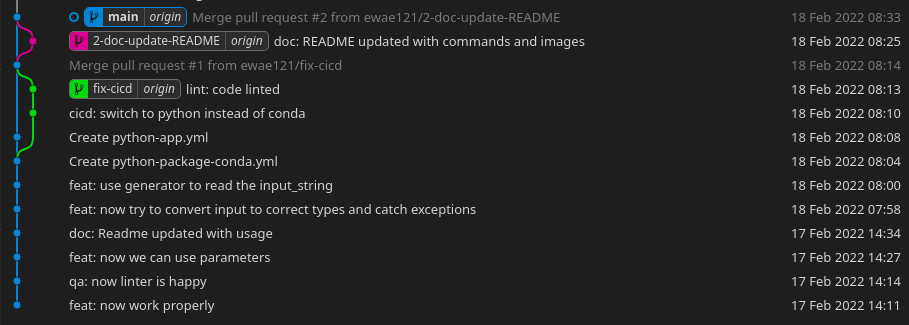 main origin Merge pull request #2 from ewae121/2-doc-update-README 18 Feb 2022 08:33
2-doc-update-README origin doc: README updated with commands and images 18 Feb 2022 08:25
Merge pull request #1 from ewae121/fix-cicd 18 Feb 2022 08:14
fix-cicd origin lint: code linted 18 Feb 2022 08:13
cicd: switch to python instead of conda 18 Feb 2022 08:10
Create python-app.yml 18 Feb 2022 08:08
Create python-package-conda.yml 18 Feb 2022 08:04
feat: use generator to read the input_string 18 Feb 2022 08:00
feat: now try to convert input to correct types and catch exceptions 18 Feb 2022 07:58
doc: Readme updated with usage 17 Feb 2022 14:34
feat: now we can use parameters 17 Feb 2022 14:27
qa: now linter is happy 17 Feb 2022 14:14
feat: now work properly 17 Feb 2022 14:11